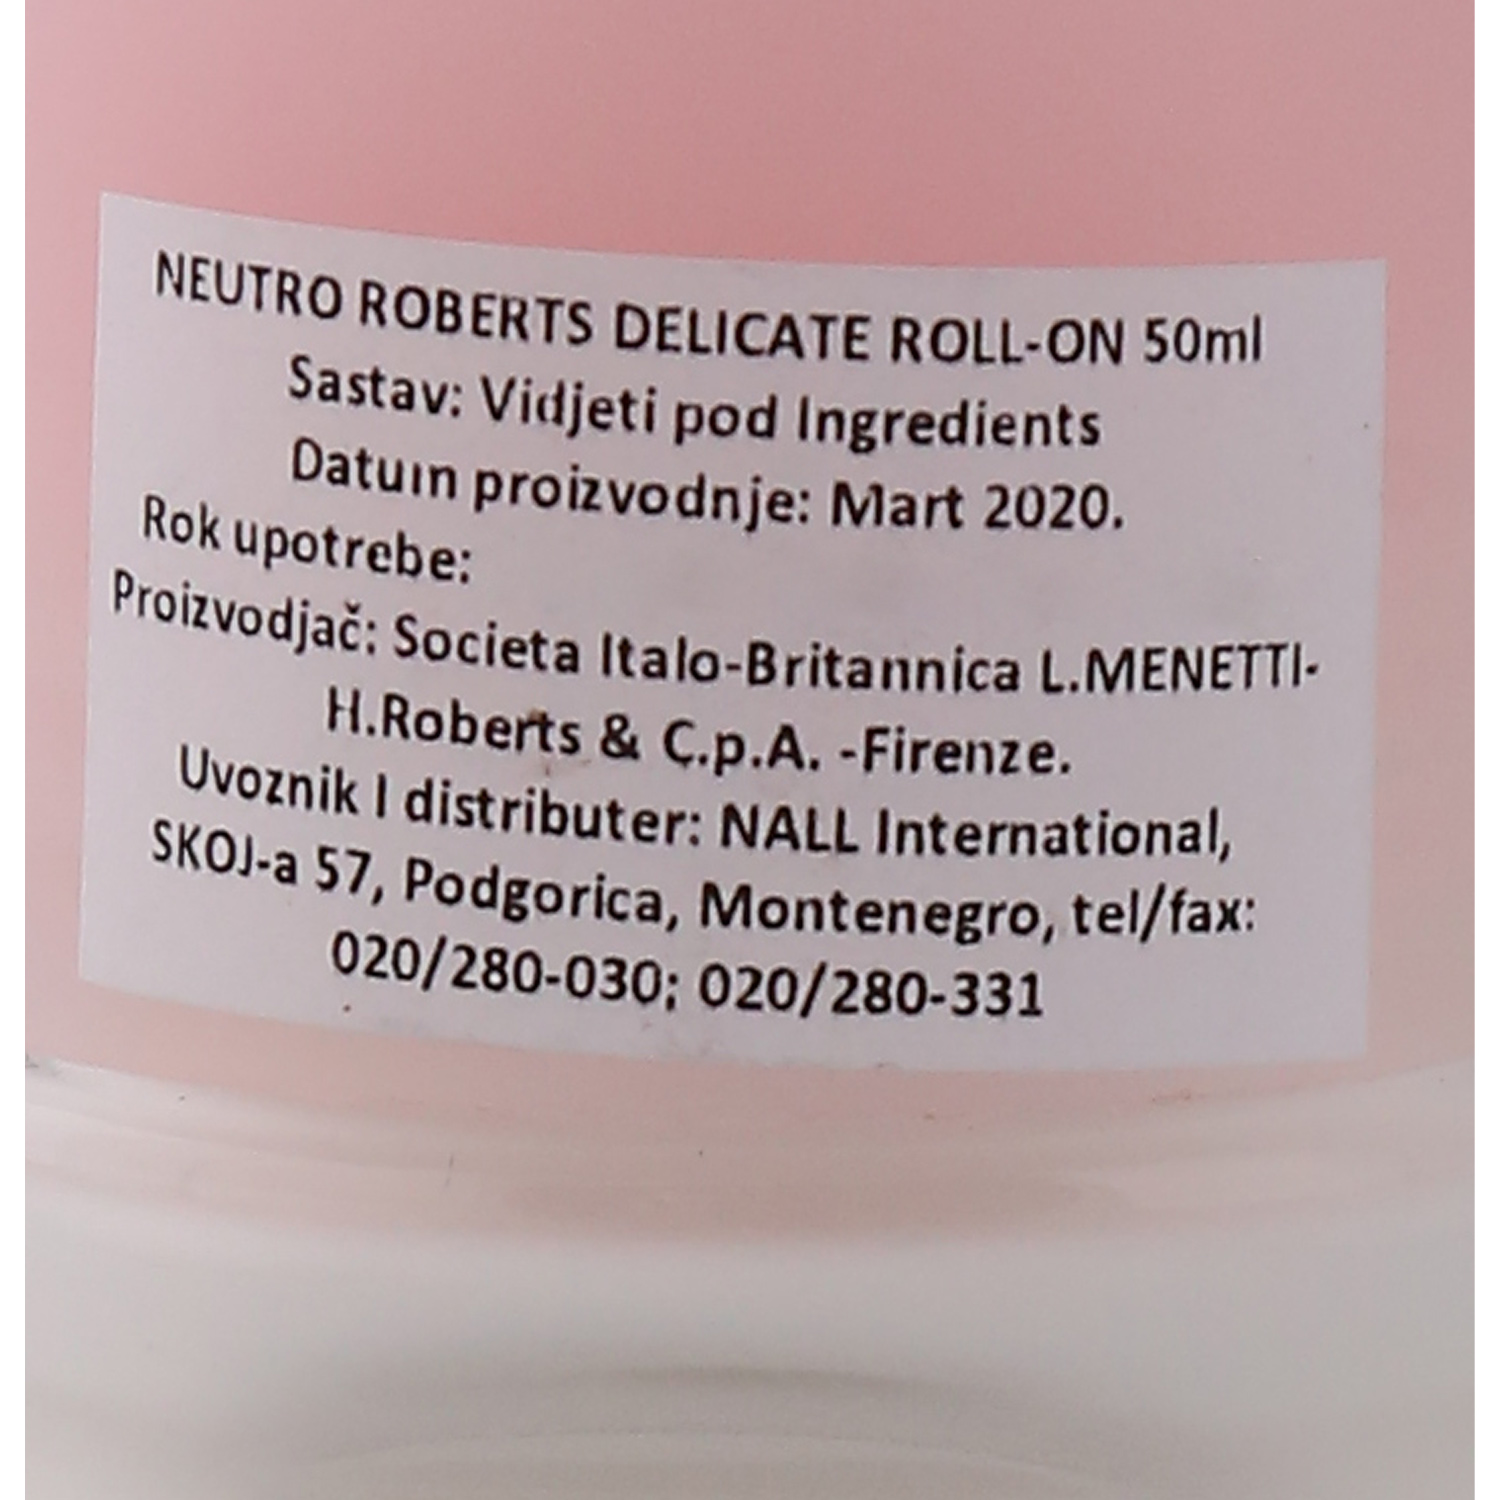 NEUTRO ROBERTS DELICATE ROLL-ON 50ml
Sastav: Vidjeti pod Ingredients
Datum proizvodnje: Mart 2020.
Rok upotrebe:
Proizvodjač: Societa Italo-Britannica L.MENETTI-
H.Roberts & C.p.A. -Firenze.
Uvoznik I distributer: NALL International,
SKOJ-a 57, Podgorica, Montenegro, tel/fax:
020/280-030; 020/280-331